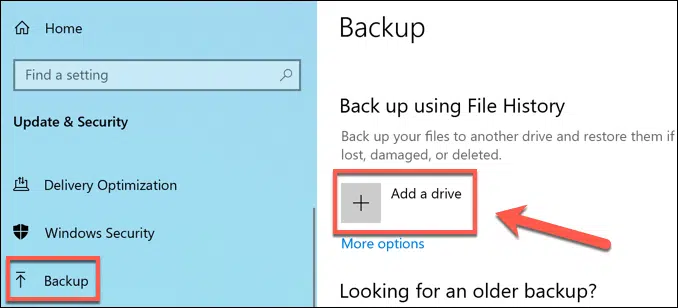 Home
Find a setting
Update & Security
Delivery Optimization
Windows Security
Backup
Backup
Back up using File History
Back up your files to another drive and restore them if
lost, damaged, or deleted.
Add a drive
More options
Looking for an older backup?